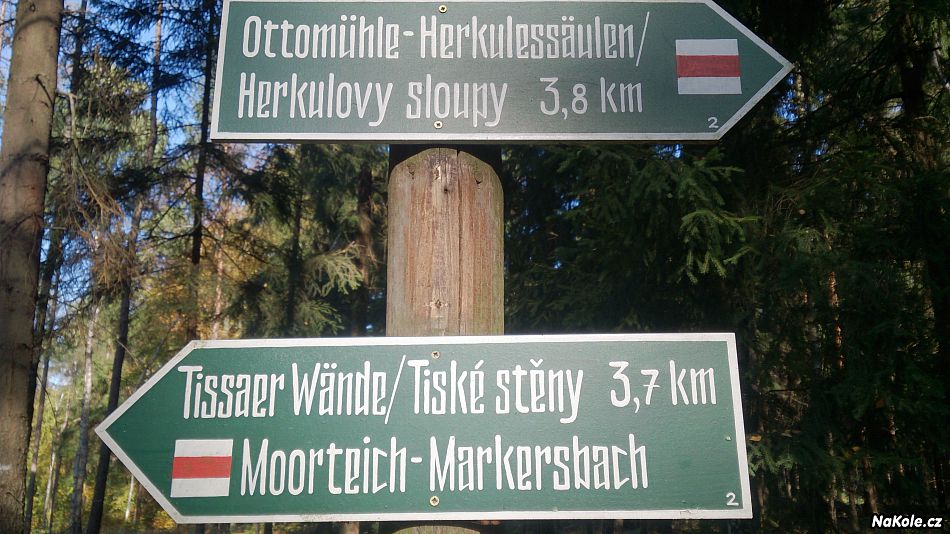 Ottomühle-Herkulessäulen/
Herkulovy sloupy 3,8 km
2
Tissaer Wände/Tiské stěny 3,7 km
Moorteich-Markersbach
2
NaKole.cz